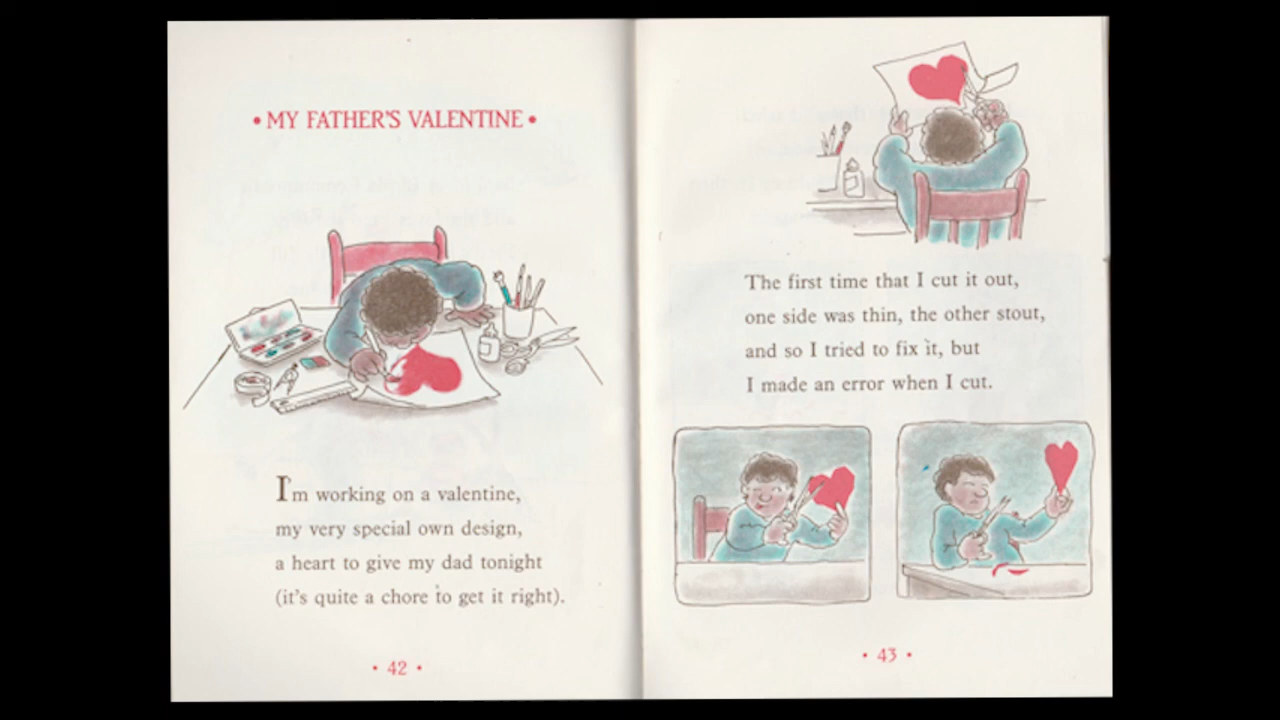 • MY FATHER'S VALENTINE •
I'm working on a valentine,
my very special own design,
a heart to give my dad tonight
(it's quite a chore to get it right).
• 42 •
The first time that I cut it out,
one side was thin, the other stout,
and so I tried to fix it, but
I made an error when I cut.
• 43 •